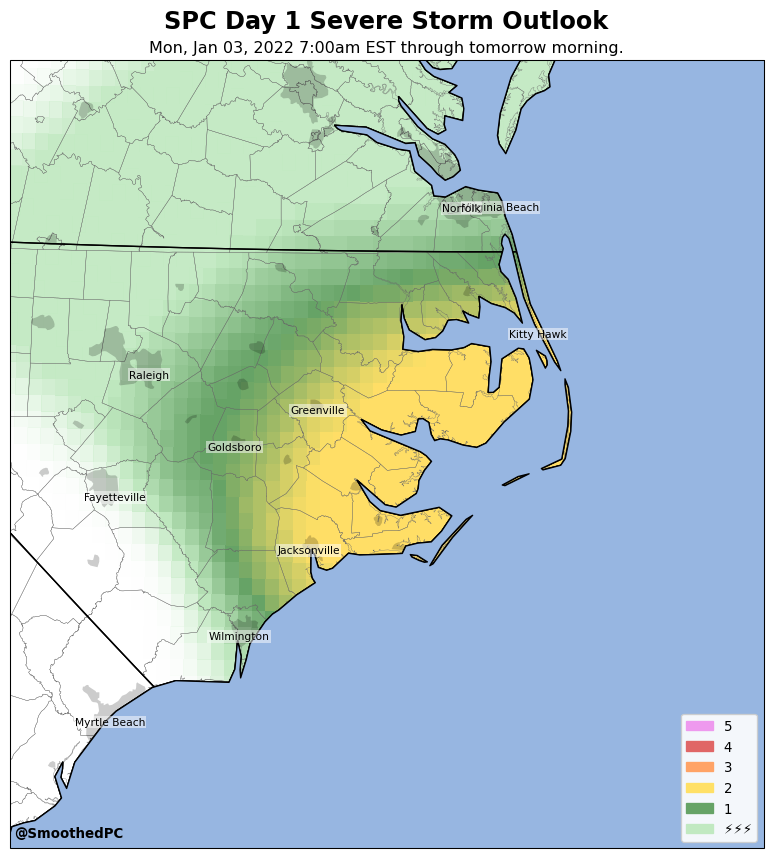 SPC Day 1 Severe Storm Outlook
Mon, Jan 03, 2022 7:00am EST through tomorrow morning.
Norfolk
inia Beach
Kitty Hawk
Raleigh
Greenville
Goldsboro
Fayetteville
Jacksonville
Wilmington
Myrtle Beach
5
4
3
2
1
⚡⚡⚡
@SmoothedPC